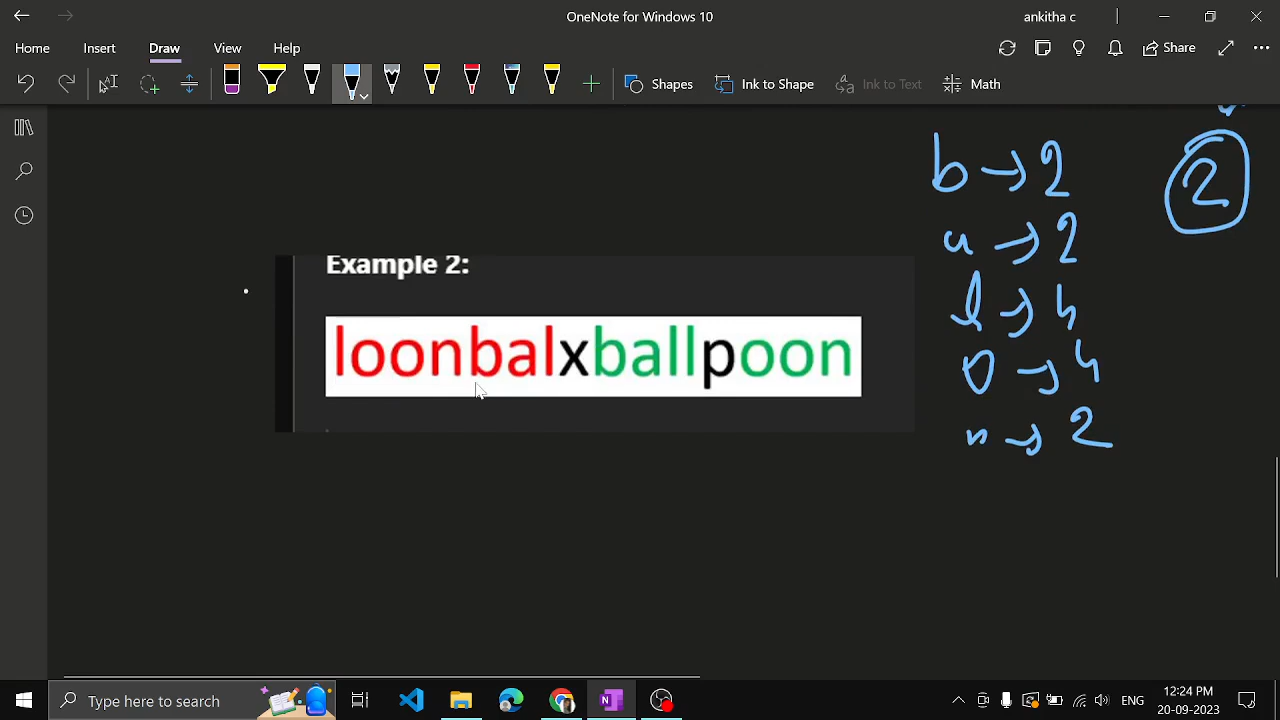 OneNote for Windows 10
ankitha c
Home Insert Draw View Help
Share
Shapes Ink to Shape Ink to Text Math
b → 2
2
a → 2
l → 4
o → 4
n → 2
Example 2:
loonbalxballpoon
Type here to search
ENG
12:24 PM
20-09-2023